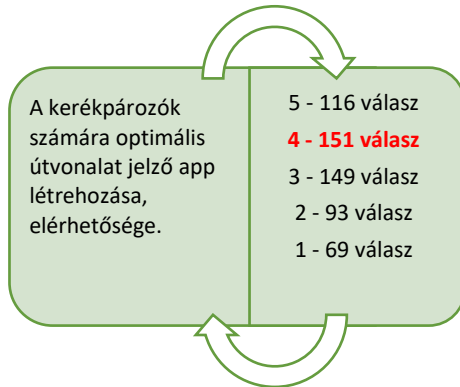 A kerékpározók
számára optimális
útvonalat jelző app
létrehozása,
elérhetősége.
5 - 116 válasz
4 - 151 válasz
3 - 149 válasz
2 - 93 válasz
1 - 69 válasz